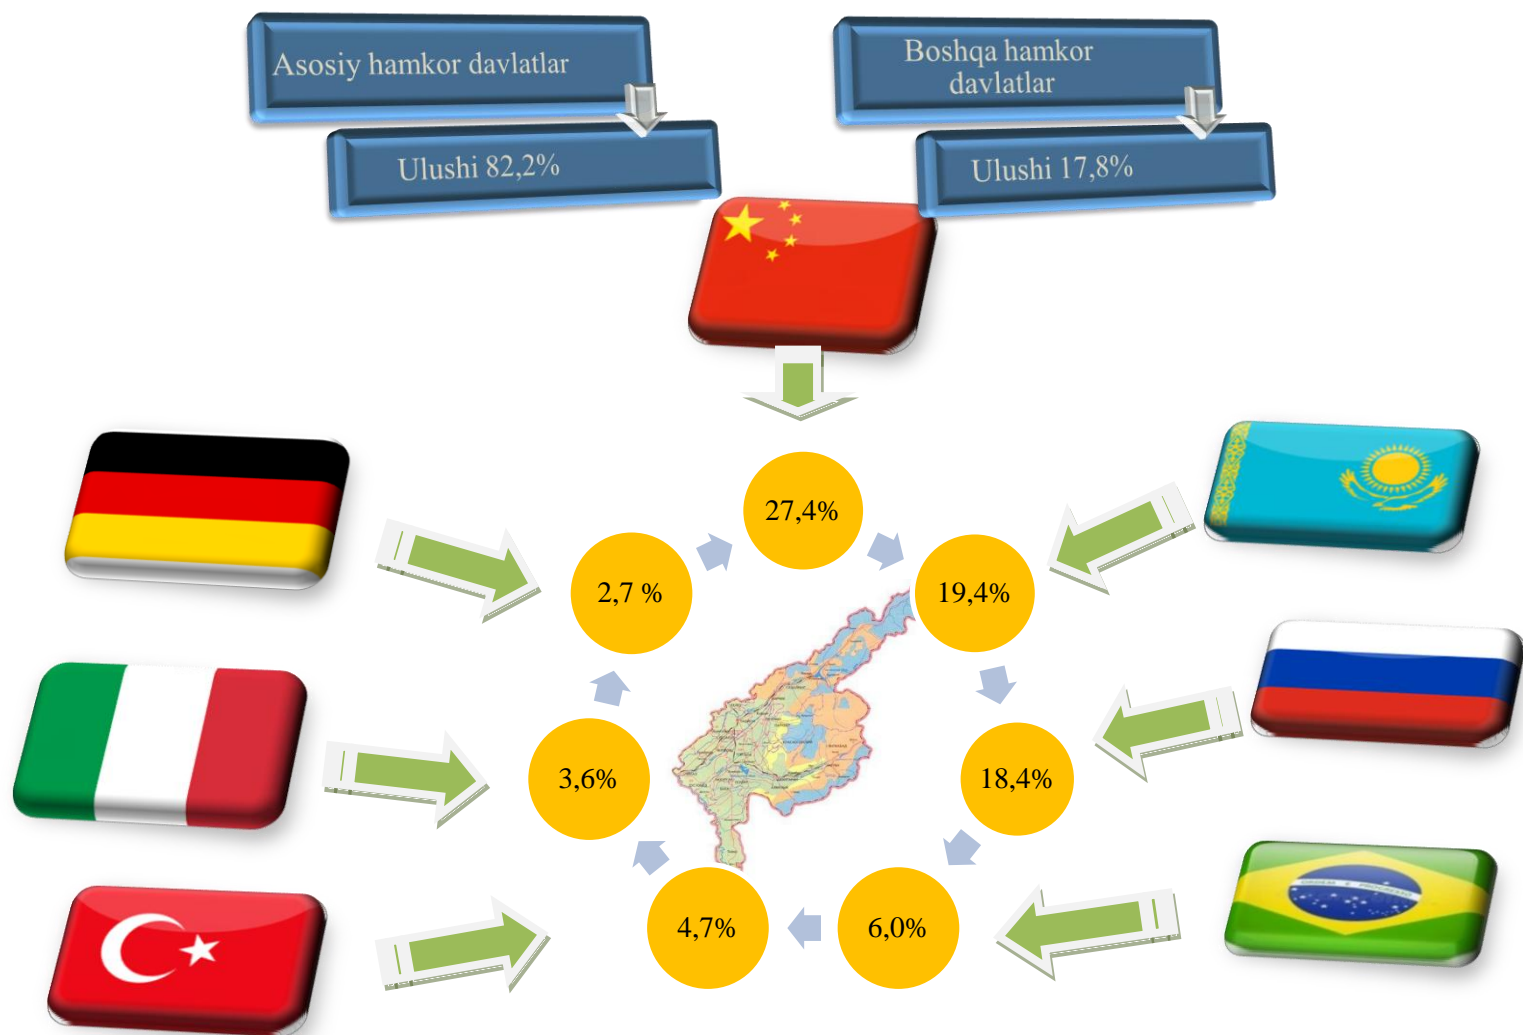 Asosiy hamkor davlatlar
Boshqa hamkor
davlatlar
Ulushi 82,2%
Ulushi 17,8%
27,4%
19,4%
2,7 %
3,6%
18,4%
4,7%
6,0%